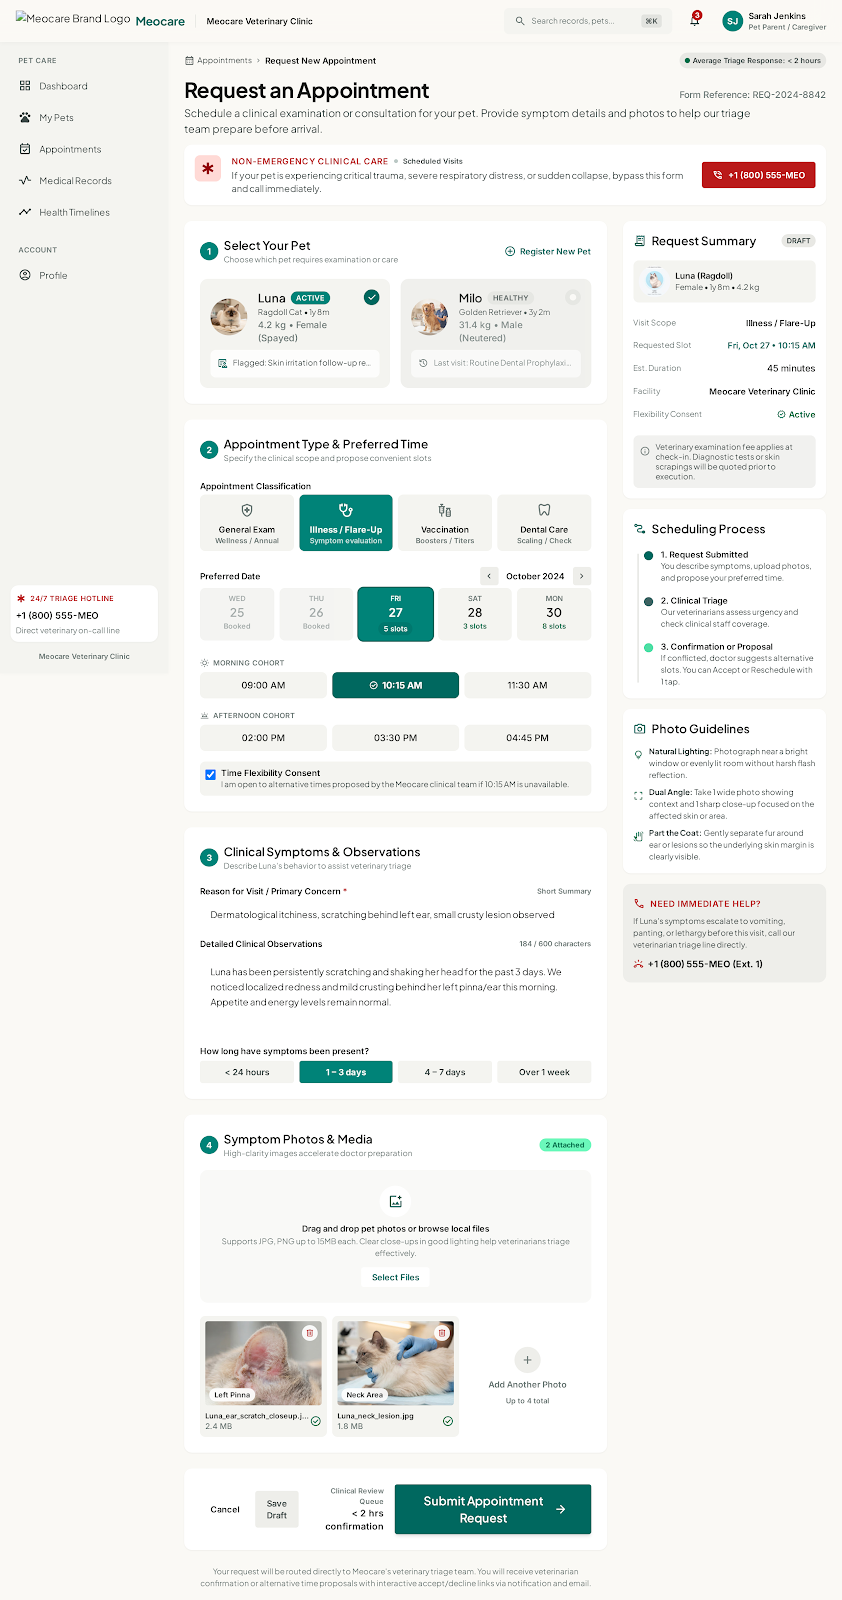 Meocare Brand Logo
Meocare
Meocare Veterinary Clinic
Search records, pets...
⌘K
3
SJ
Sarah Jenkins
Pet Parent / Caregiver
PET CARE
Dashboard
My Pets
Appointments
Medical Records
Health Timelines
ACCOUNT
Profile
24/7 TRIAGE HOTLINE
+1 (800) 555-MEO
Direct veterinary on-call line
Meocare Veterinary Clinic
Appointments › Request New Appointment
Average Triage Response: < 2 hours
Request an Appointment
Form Reference: REQ-2024-8842
Schedule a clinical examination or consultation for your pet. Provide symptom details and photos to help our triage
team prepare before arrival.
NON-EMERGENCY CLINICAL CARE • Scheduled Visits
If your pet is experiencing critical trauma, severe respiratory distress, or sudden collapse, bypass this form
and call immediately.
+1 (800) 555-MEO
1
Select Your Pet
Choose which pet requires examination or care
Register New Pet
Luna ACTIVE
Ragdoll Cat • 1y 8m
4.2 kg • Female
(Spayed)
Flagged: Skin irritation follow-up re...
Milo HEALTHY
Golden Retriever • 3y 2m
31.4 kg • Male
(Neutered)
Last visit: Routine Dental Prophylaxi...
2
Appointment Type & Preferred Time
Specify the clinical scope and propose convenient slots
Appointment Classification
General Exam
Wellness / Annual
Illness / Flare-Up
Symptom evaluation
Vaccination
Boosters / Titers
Dental Care
Scaling / Check
Preferred Date
October 2024
WED
25
Booked
THU
26
Booked
FRI
27
5 slots
SAT
28
3 slots
MON
30
8 slots
MORNING COHORT
09:00 AM
10:15 AM
11:30 AM
AFTERNOON COHORT
02:00 PM
03:30 PM
04:45 PM
Time Flexibility Consent
I am open to alternative times proposed by the Meocare clinical team if 10:15 AM is unavailable.
3
Clinical Symptoms & Observations
Describe Luna's behavior to assist veterinary triage
Reason for Visit / Primary Concern *
Short Summary
Dermatological itchiness, scratching behind left ear, small crusty lesion observed
Detailed Clinical Observations
184 / 600 characters
Luna has been persistently scratching and shaking her head for the past 3 days. We
noticed localized redness and mild crusting behind her left pinna/ear this morning.
Appetite and energy levels remain normal.
How long have symptoms been present?
< 24 hours
1 – 3 days
4 – 7 days
Over 1 week
4
Symptom Photos & Media
High-clarity images accelerate doctor preparation
2 Attached
Drag and drop pet photos or browse local files
Supports JPG, PNG up to 15MB each. Clear close-ups in good lighting help veterinarians triage
effectively.
Select Files
Left Pinna
Luna_ear_scratch_closeup.j...
2.4 MB
Neck Area
Luna_neck_lesion.jpg
1.8 MB
Add Another Photo
Up to 4 total
Cancel
Save
Draft
Clinical Review
Queue
< 2 hrs
confirmation
Submit Appointment
Request
Your request will be routed directly to Meocare's veterinary triage team. You will receive veterinarian
confirmation or alternative time proposals with interactive accept/decline links via notification and email.
Request Summary
DRAFT
Luna (Ragdoll)
Female • 1y 8m • 4.2 kg
Visit Scope
Illness / Flare-Up
Requested Slot
Fri, Oct 27 • 10:15 AM
Est. Duration
45 minutes
Facility
Meocare Veterinary Clinic
Flexibility Consent
Active
Veterinary examination fee applies at
check-in. Diagnostic tests or skin
scrapings will be quoted prior to
execution.
Scheduling Process
1. Request Submitted
You describe symptoms, upload photos,
and propose your preferred time.
2. Clinical Triage
Our veterinarians assess urgency and
check clinical staff coverage.
3. Confirmation or Proposal
If conflicted, doctor suggests alternative
slots. You can Accept or Reschedule with
1 tap.
Photo Guidelines
Natural Lighting: Photograph near a bright
window or evenly lit room without harsh flash
reflection.
Dual Angle: Take 1 wide photo showing
context and 1 sharp close-up focused on the
affected skin or area.
Part the Coat: Gently separate fur around
ear or lesions so the underlying skin margin is
clearly visible.
NEED IMMEDIATE HELP?
If Luna's symptoms escalate to vomiting,
panting, or lethargy before this visit, call our
veterinarian triage line directly.
+1 (800) 555-MEO (Ext. 1)